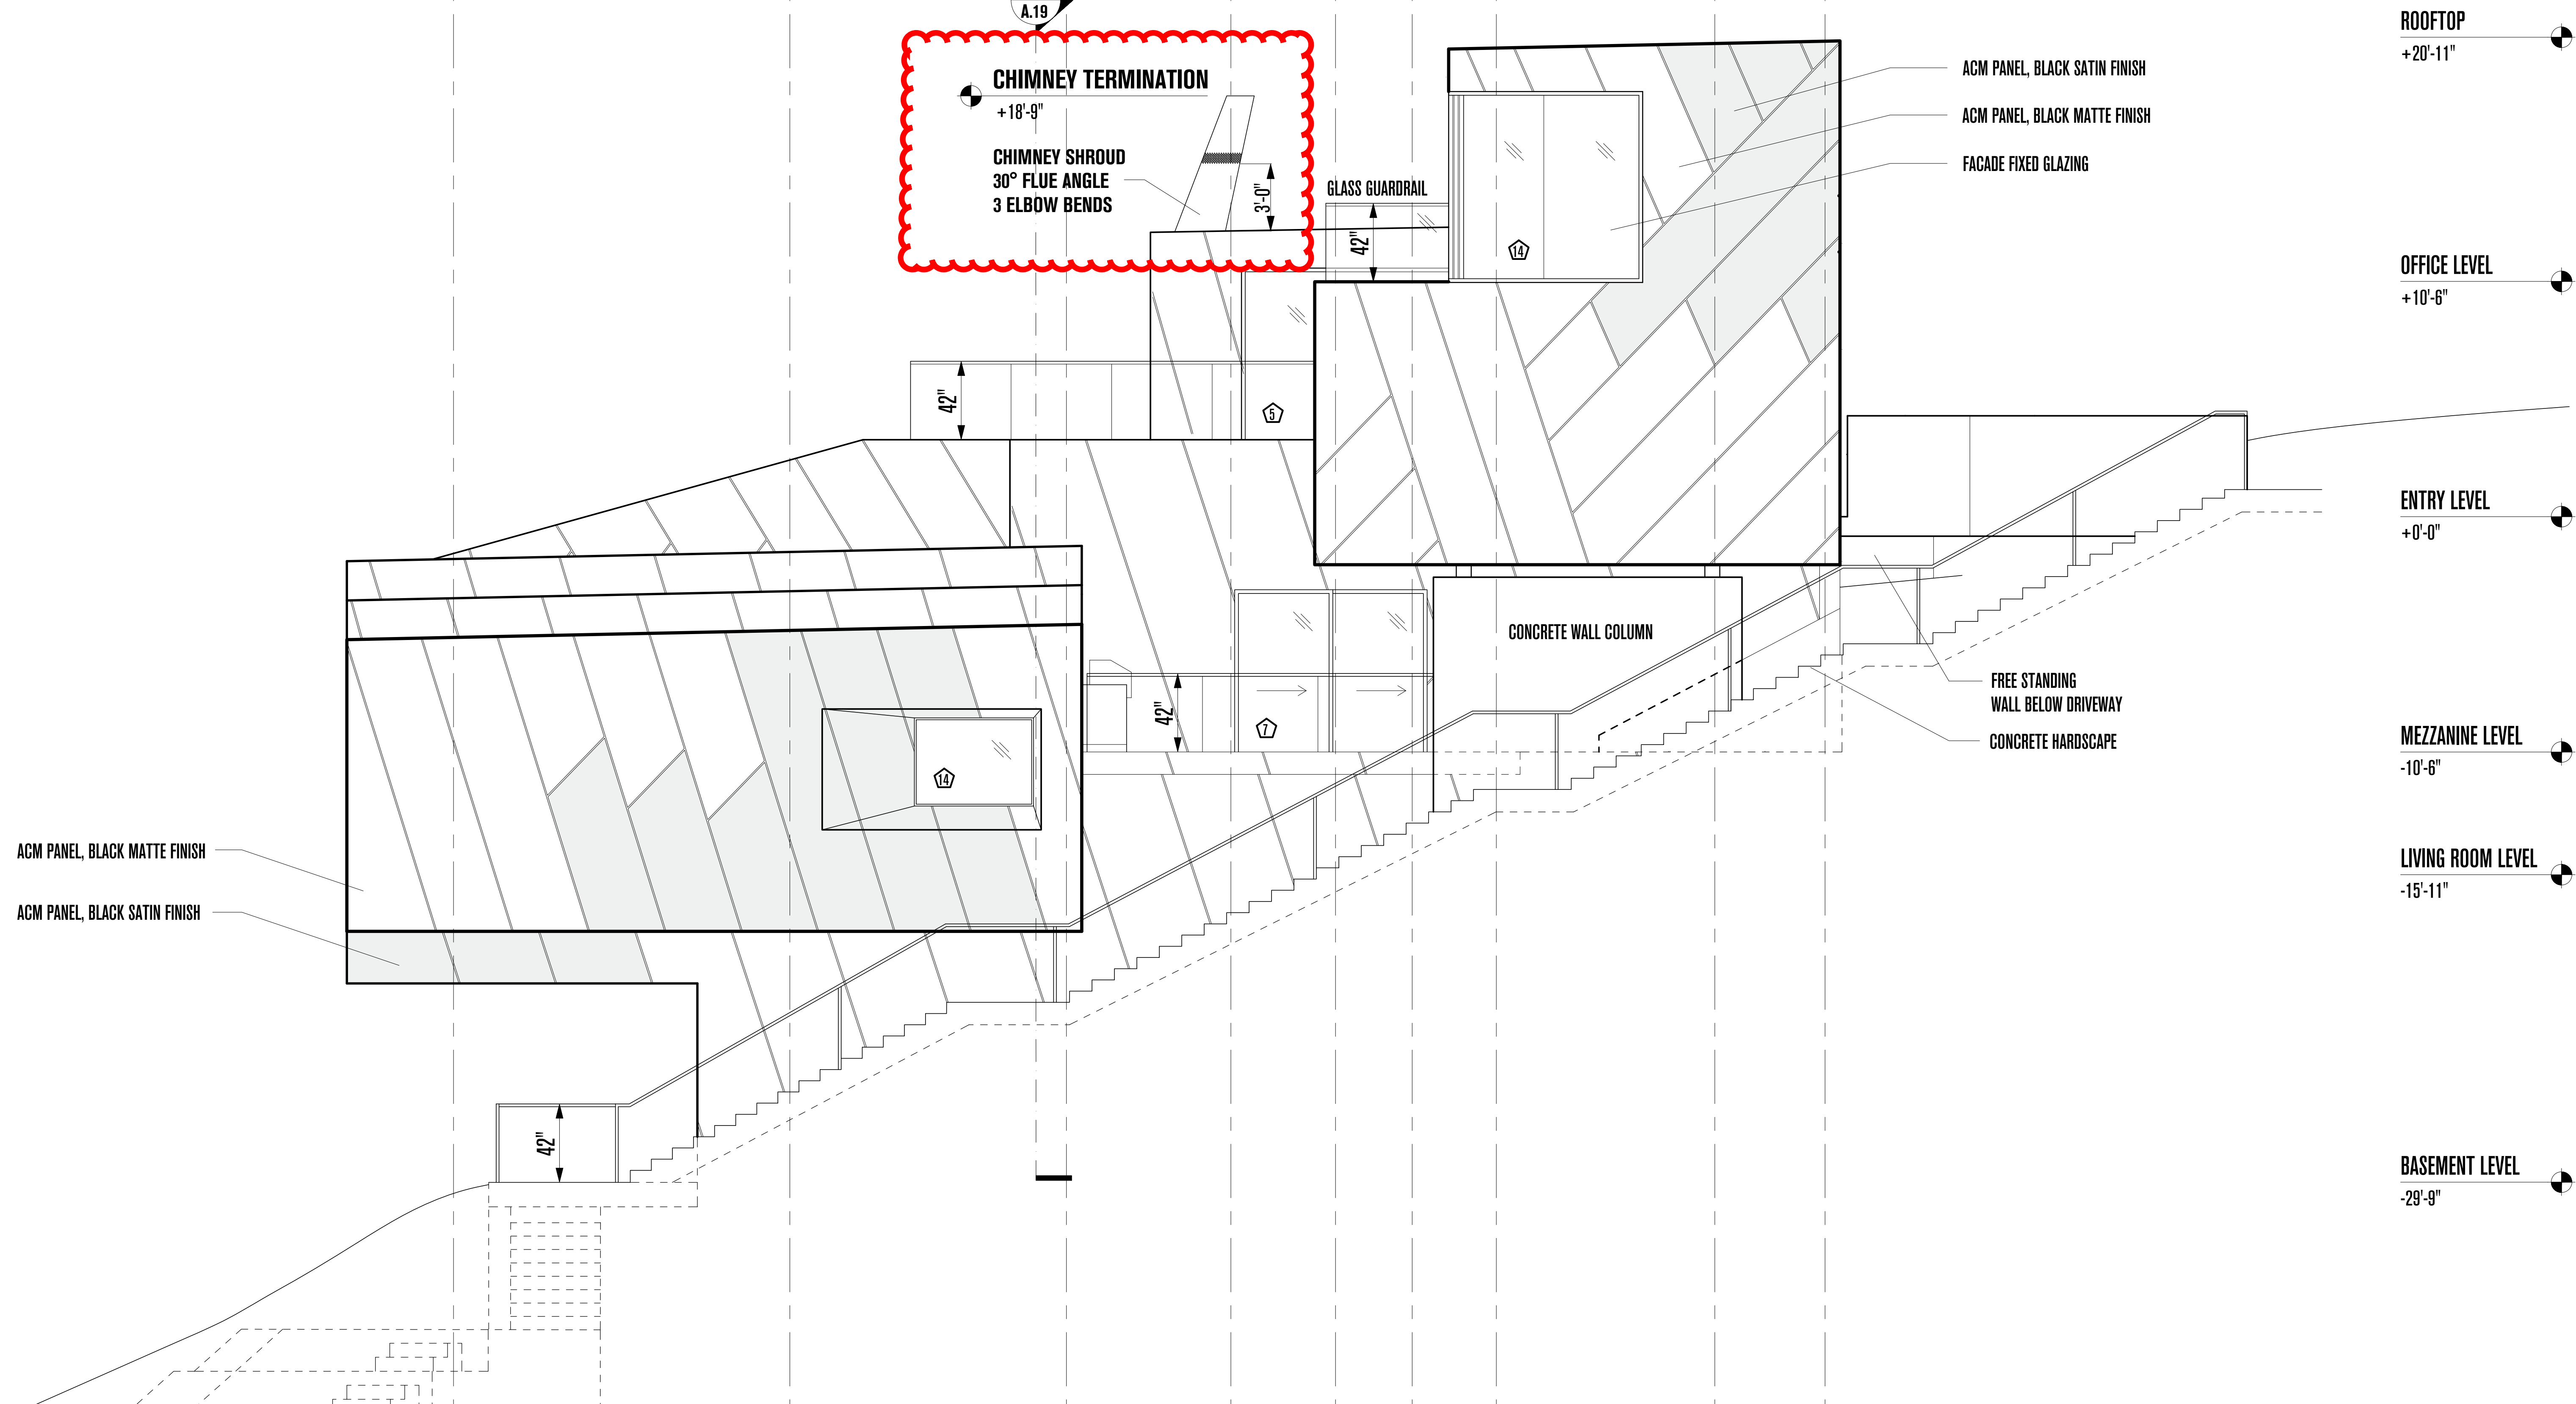 A.19
CHIMNEY TERMINATION
+18'-9"
CHIMNEY SHROUD
30° FLUE ANGLE
3 ELBOW BENDS
3'-0"
GLASS GUARDRAIL
42"
14
ACM PANEL, BLACK SATIN FINISH
ACM PANEL, BLACK MATTE FINISH
FACADE FIXED GLAZING
ROOFTOP
+20'-11"
OFFICE LEVEL
+10'-6"
42"
5
ENTRY LEVEL
+0'-0"
CONCRETE WALL COLUMN
42"
7
14
FREE STANDING
WALL BELOW DRIVEWAY
CONCRETE HARDSCAPE
MEZZANINE LEVEL
-10'-6"
ACM PANEL, BLACK MATTE FINISH
ACM PANEL, BLACK SATIN FINISH
LIVING ROOM LEVEL
-15'-11"
42"
BASEMENT LEVEL
-29'-9"